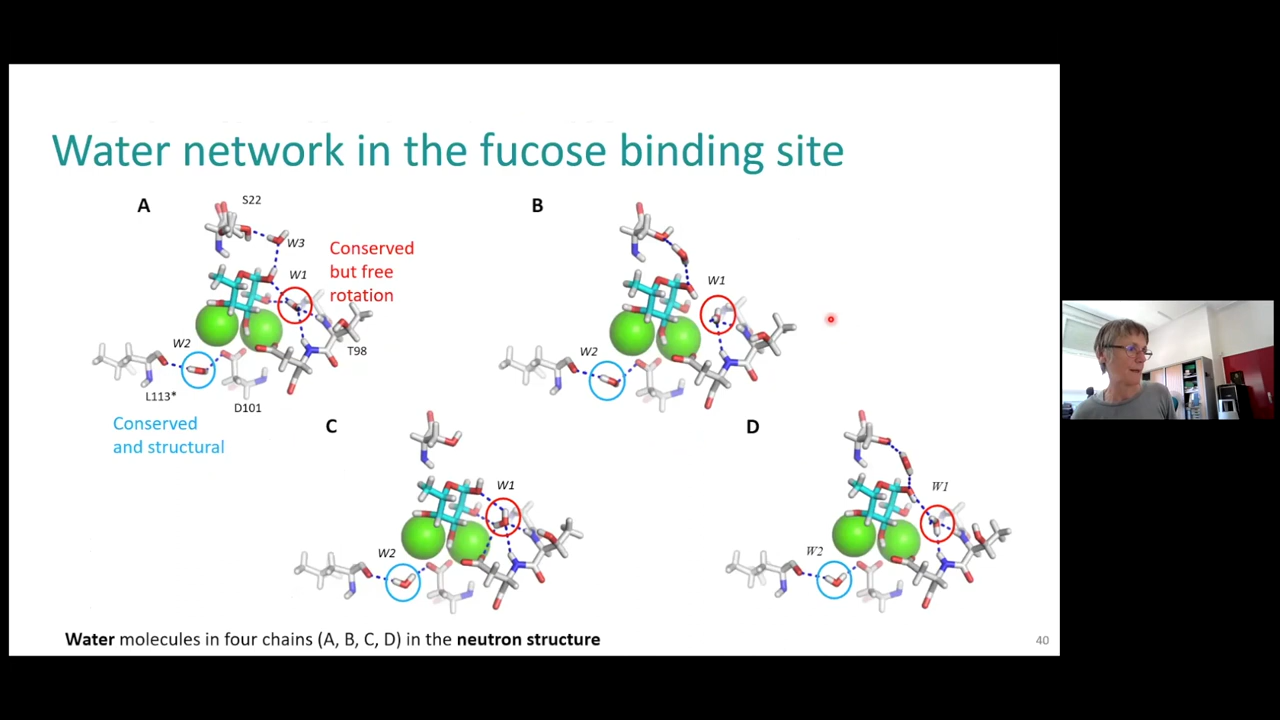 Water network in the fucose binding site
A
S22
W3
Conserved
but free
rotation
W1
W2
T98
L113*
D101
Conserved
and structural
B
W1
W2
C
W1
W2
D
W1
W2
Water molecules in four chains (A, B, C, D) in the neutron structure
40